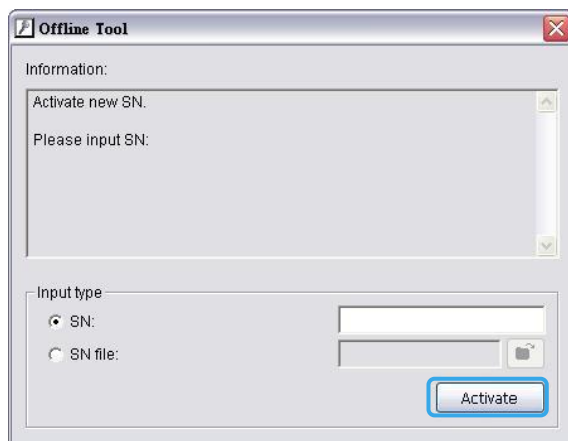 Offline Tool
Information:
Activate new SN.
Please input SN:
Input type
SN:
SN file:
Activate